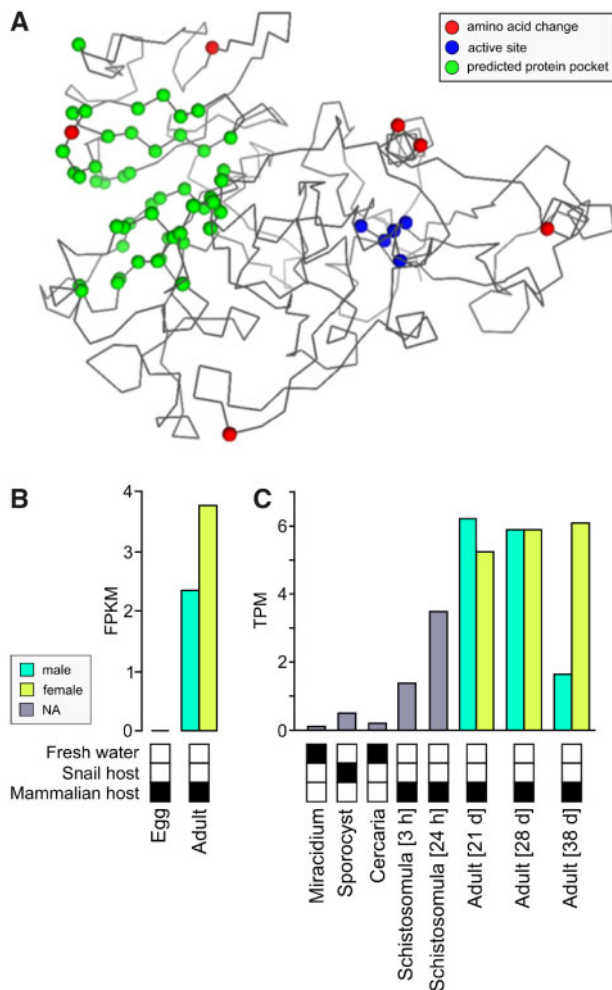 A
amino acid change
active site
predicted protein pocket
B
C
4
3
2
1
0
FPKM
6
4
2
0
TPM
male
female
NA
Fresh water
Snail host
Mammalian host
Egg
Adult
Miracidium
Sporocyst
Cercaria
Schistosomula [3 h]
Schistosomula [24 h]
Adult [21 d]
Adult [28 d]
Adult [38 d]